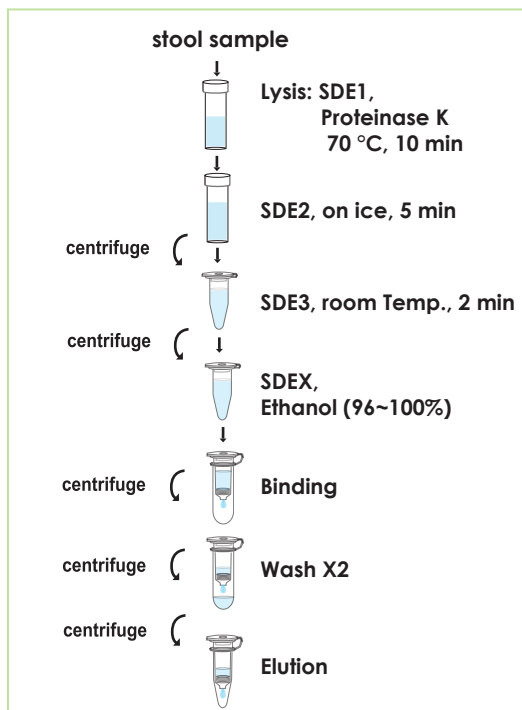 stool sample
Lysis: SDE1,
Proteinase K
70 °C, 10 min
SDE2, on ice, 5 min
centrifuge
SDE3, room Temp., 2 min
centrifuge
SDEX,
Ethanol (96~100%)
centrifuge
Binding
centrifuge
Wash X2
centrifuge
Elution